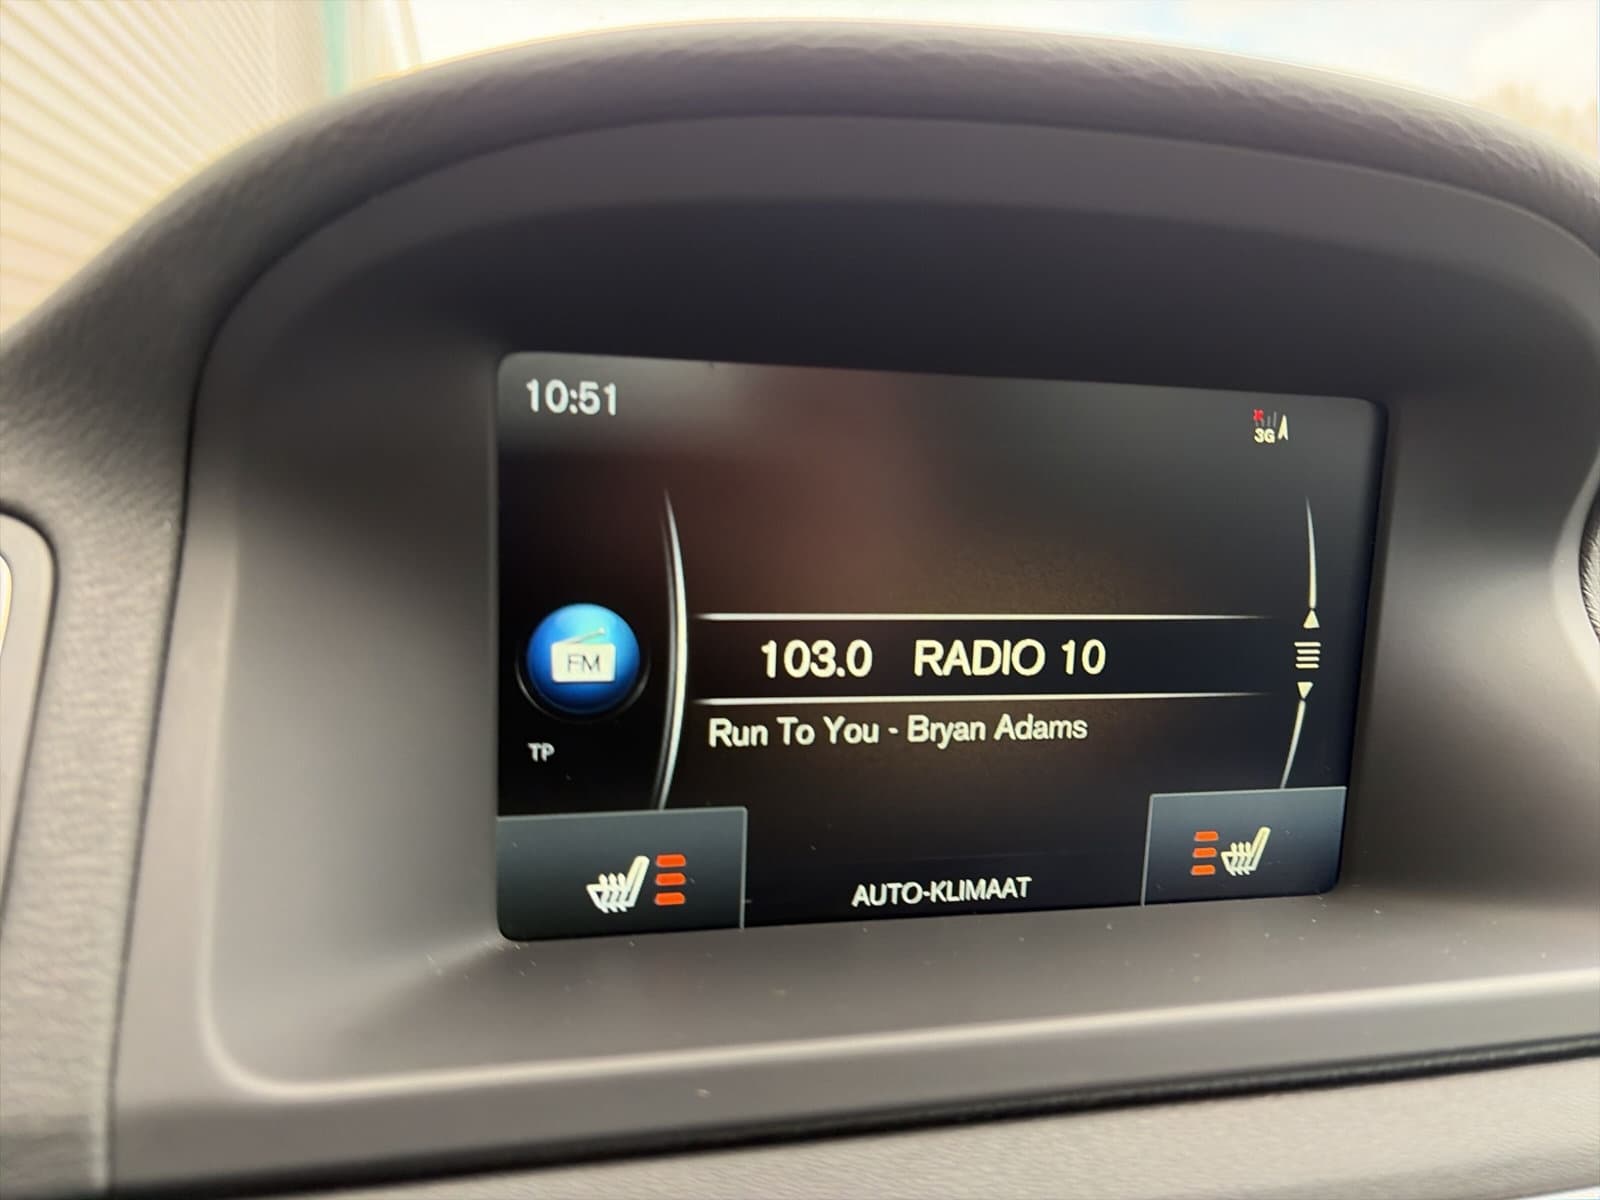 10:51
3G
103.0 RADIO 10
FM
TP
Run To You - Bryan Adams
AUTO-KLIMAAT